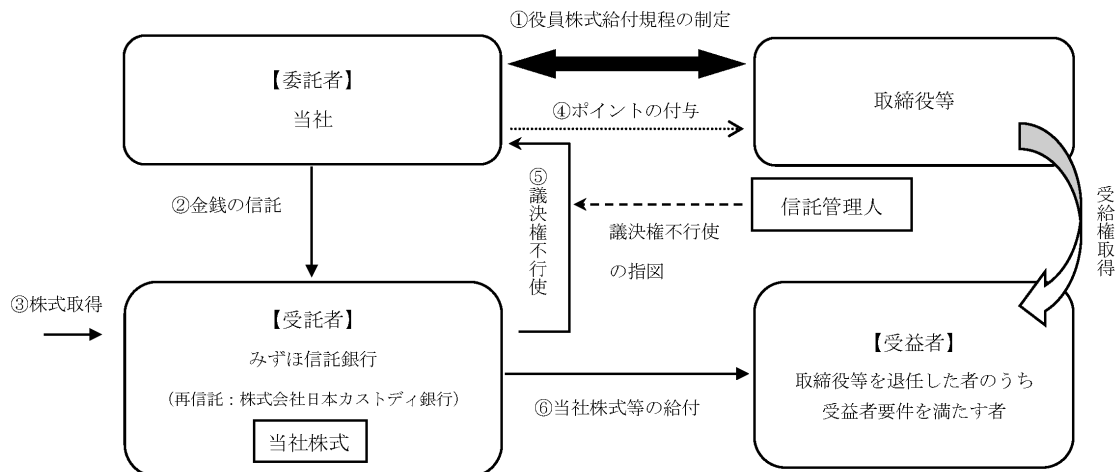 ①役員株式給付規程の制定
【委託者】
当社
取締役等
④ポイントの付与
②金銭の信託
⑤議決権不行使
信託管理人
議決権不行使
の指図
受給権取得
③株式取得
【受託者】
みずほ信託銀行
(再信託：株式会社日本カストディ銀行)
当社株式
【受益者】
取締役等を退任した者のうち
受益者要件を満たす者
⑥当社株式等の給付